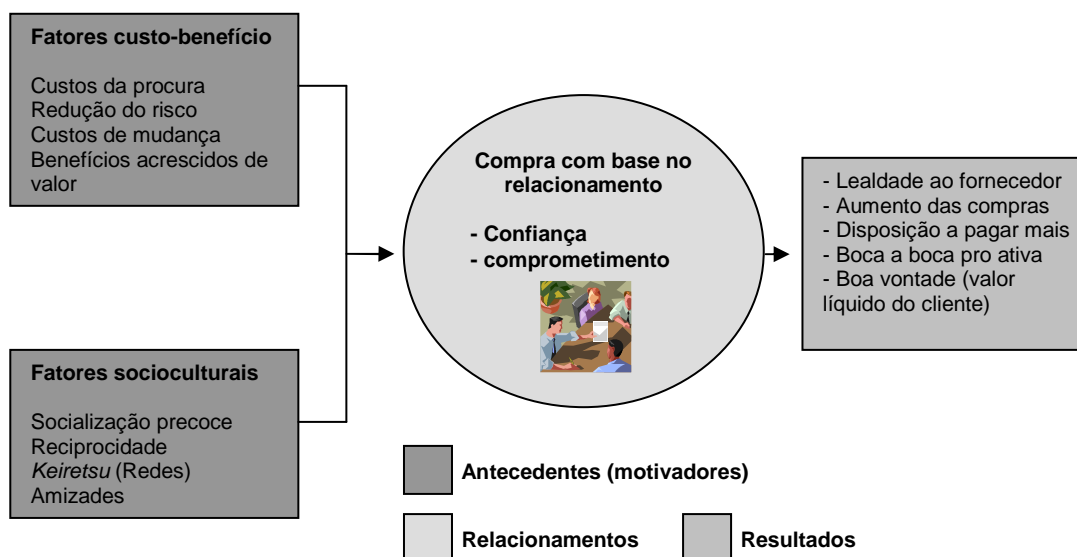 Fatores custo-benefício
Custos da procura
Redução do risco
Custos de mudança
Benefícios acrescidos de
valor
Fatores socioculturais
Socialização precoce
Reciprocidade
Keiretsu (Redes)
Amizades
Compra com base no
relacionamento
- Confiança
- comprometimento
- Lealdade ao fornecedor
- Aumento das compras
- Disposição a pagar mais
- Boca a boca pro ativa
- Boa vontade (valor
líquido do cliente)
Antecedentes (motivadores)
Relacionamentos
Resultados